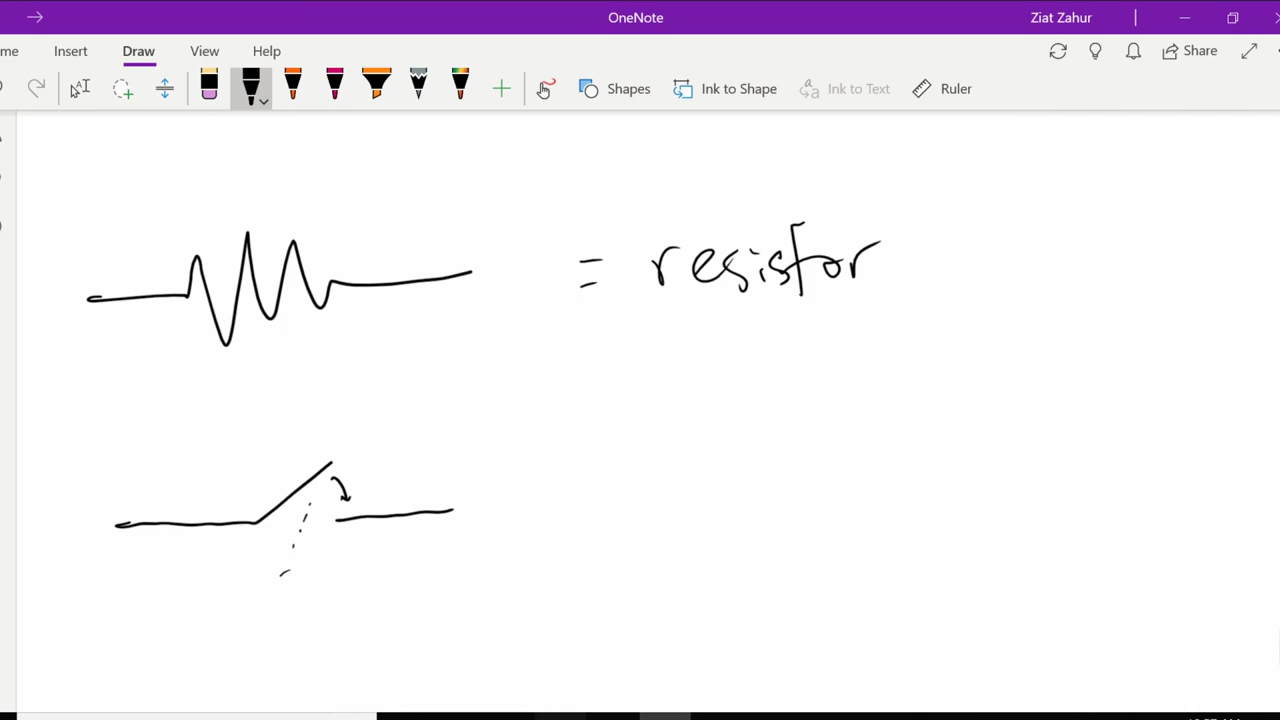 OneNote
Ziat Zahur
me Insert Draw View Help
Share
Shapes
Ink to Shape
Ink to Text
Ruler
= resistor